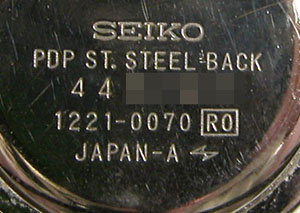 SEIKO
PDP ST. STEEL BACK
44
1221-0070 RO
JAPAN-A